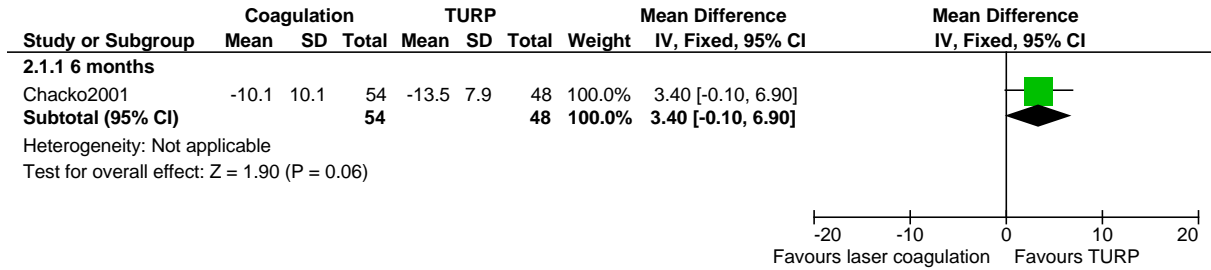 Coagulation TURP Mean Difference Mean Difference
Study or Subgroup Mean SD Total Mean SD Total Weight IV, Fixed, 95% CI IV, Fixed, 95% CI
2.1.1 6 months
Chacko2001 -10.1 10.1 54 -13.5 7.9 48 100.0% 3.40 [-0.10, 6.90]
Subtotal (95% CI) 54 48 100.0% 3.40 [-0.10, 6.90]
Heterogeneity: Not applicable
Test for overall effect: Z = 1.90 (P = 0.06)
-20 -10 0 10 20
Favours laser coagulation Favours TURP